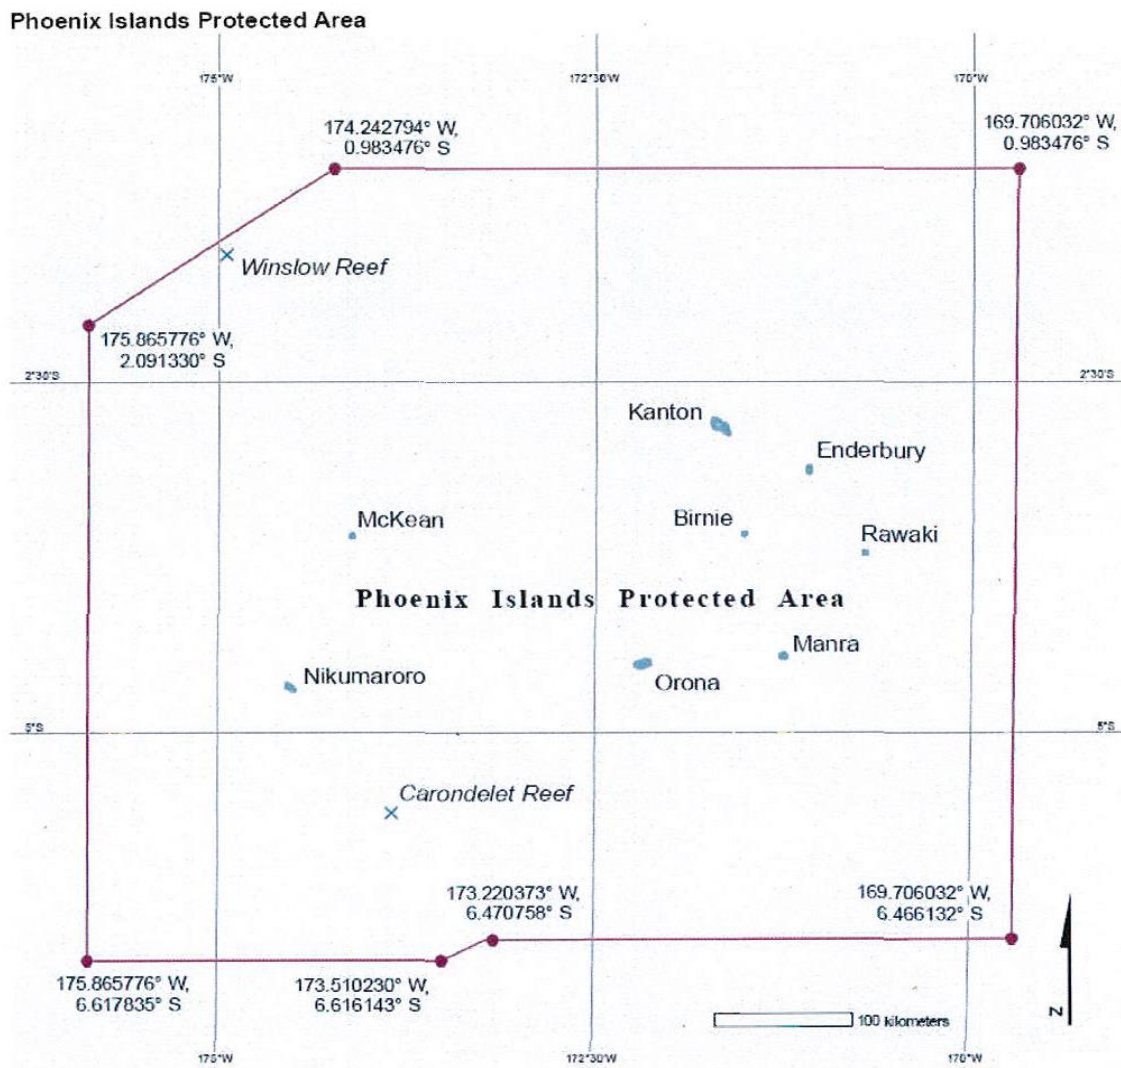 Phoenix Islands Protected Area
175°W
172°30'W
170°W
174.242794° W,
0.983476° S
169.706032° W,
0.983476° S
Winslow Reef
175.865776° W,
2.091330° S
2°30'S
2°30'S
Kanton
Enderbury
McKean
Birnie
Rawaki
Phoenix Islands Protected Area
Manra
Nikumaroro
Orona
5°S
5°S
Carondelet Reef
173.220373° W,
6.470758° S
169.706032° W,
6.466132° S
175.865776° W,
6.617835° S
173.510230° W,
6.616143° S
100 kilometers
N
175°W
172°30'W
170°W